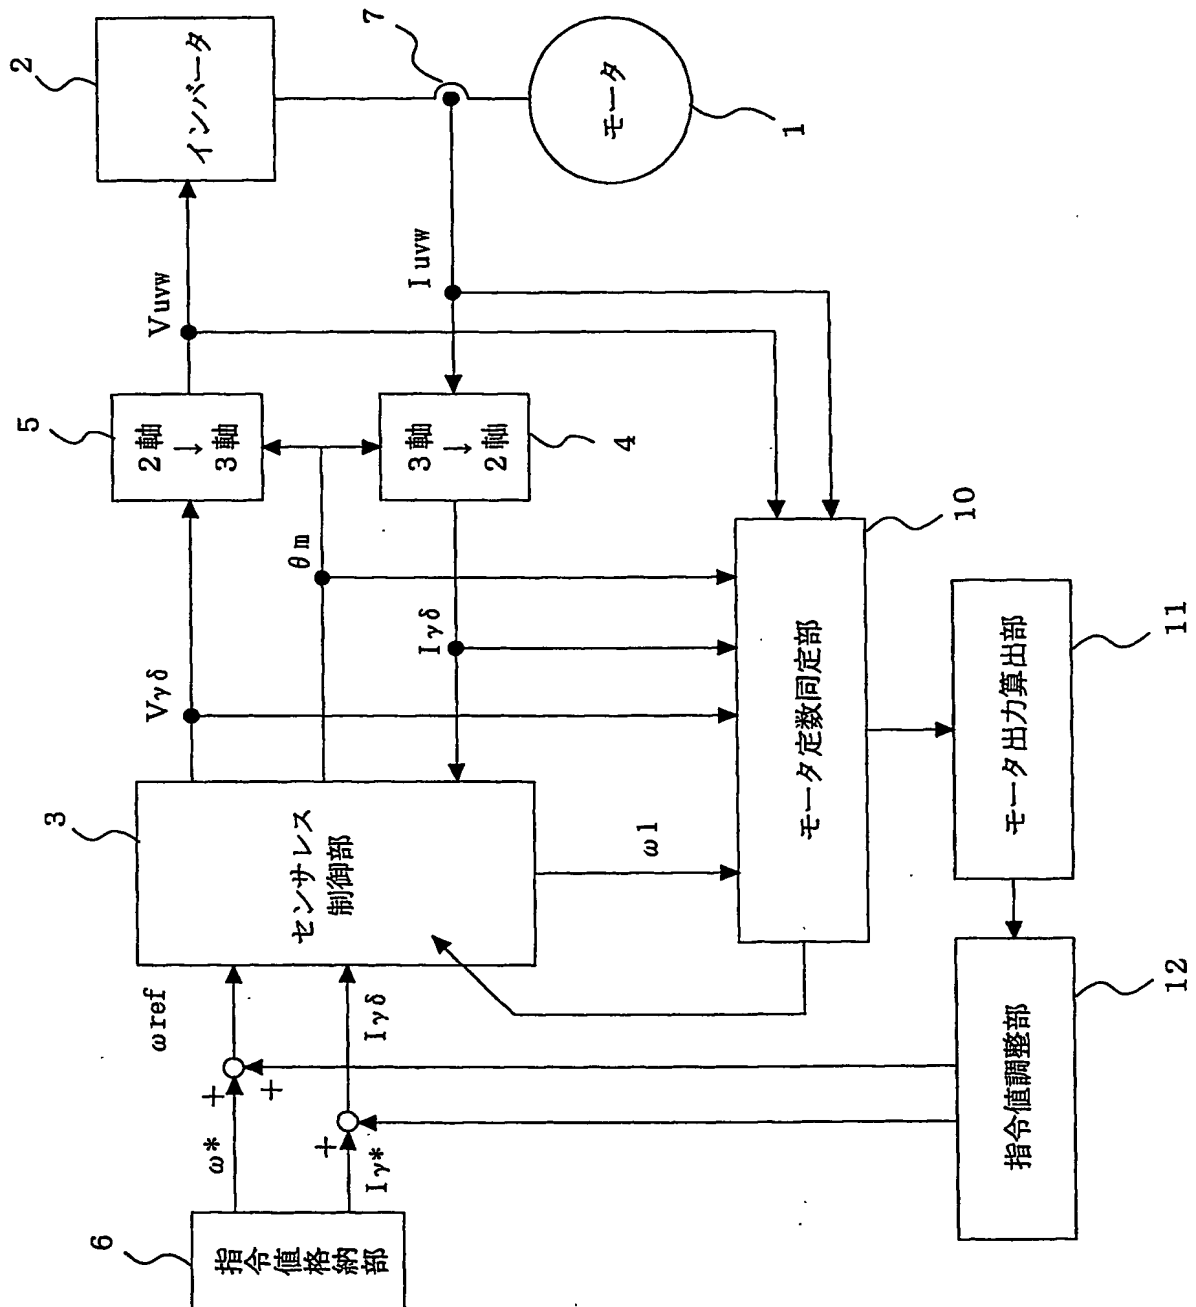 6
指令値格納部
ω*
Iγ*
+
+
+
ωref
Iγδ
3
センサレス
制御部
Vγδ
θm
Iγδ
ω1
5
2軸
↓
3軸
4
3軸
↓
2軸
Vuvw
Iuvw
2
インバータ
7
モータ
1
10
モータ定数同定部
11
モータ出力算出部
12
指令値調整部